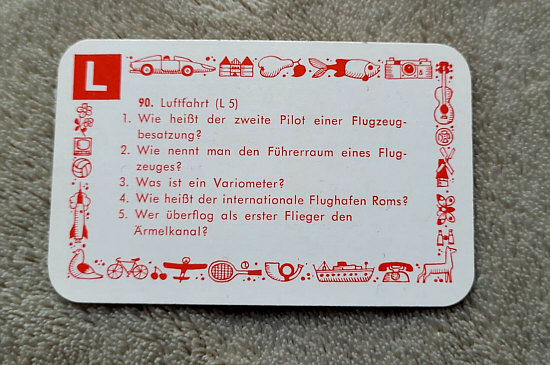 L
90. Luftfahrt (L 5)
1. Wie heißt der zweite Pilot einer Flugzeug-
besatzung?
2. Wie nennt man den Führerraum eines Flug-
zeuges?
3. Was ist ein Variometer?
4. Wie heißt der internationale Flughafen Roms?
5. Wer überflog als erster Flieger den
Ärmelkanal?